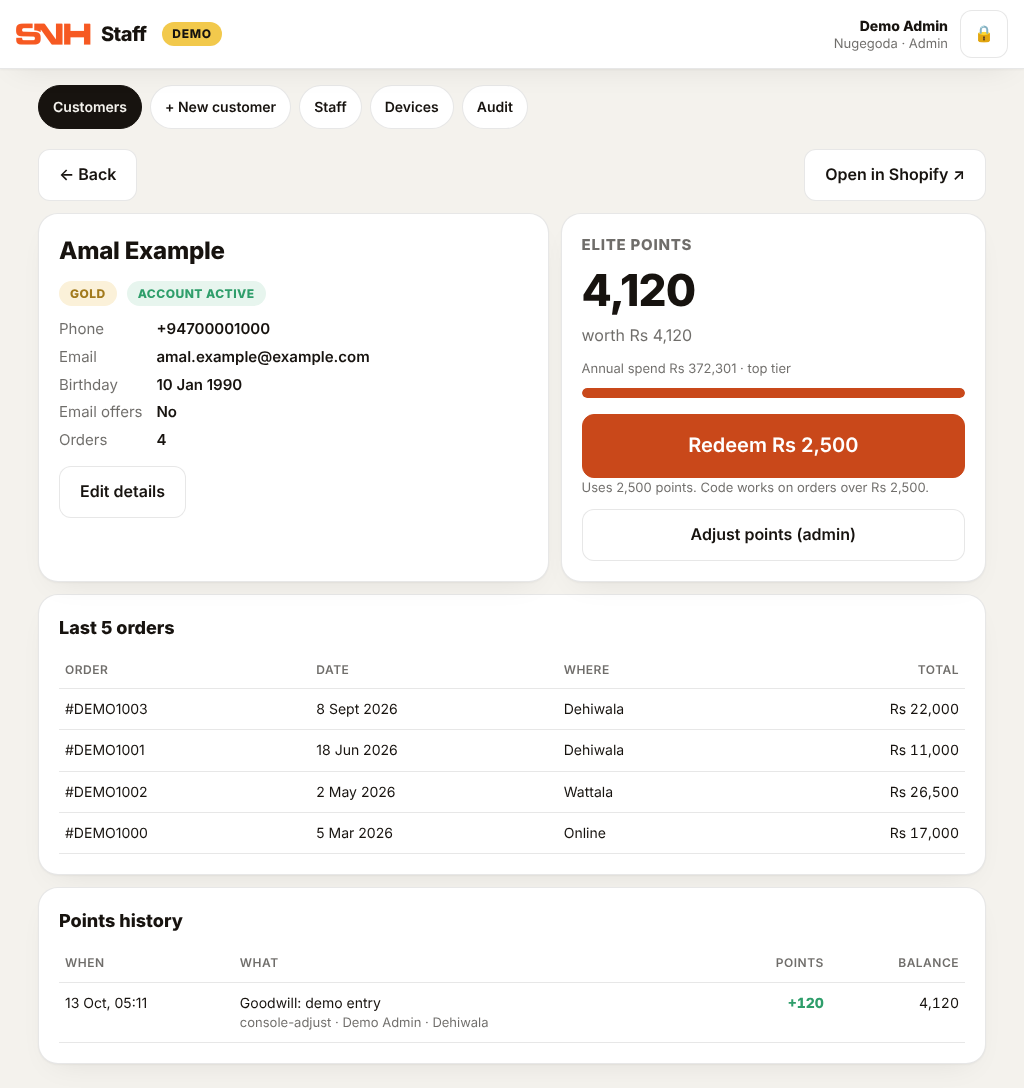 SNH Staff DEMO
Demo Admin
Nugegoda · Admin
Customers
+ New customer
Staff
Devices
Audit
← Back
Open in Shopify ↗
Amal Example
GOLD
ACCOUNT ACTIVE
Phone +94700001000
Email amal.example@example.com
Birthday 10 Jan 1990
Email offers No
Orders 4
Edit details
ELITE POINTS
4,120
worth Rs 4,120
Annual spend Rs 372,301 · top tier
Redeem Rs 2,500
Uses 2,500 points. Code works on orders over Rs 2,500.
Adjust points (admin)
Last 5 orders
ORDER DATE WHERE TOTAL
#DEMO1003 8 Sept 2026 Dehiwala Rs 22,000
#DEMO1001 18 Jun 2026 Dehiwala Rs 11,000
#DEMO1002 2 May 2026 Wattala Rs 26,500
#DEMO1000 5 Mar 2026 Online Rs 17,000
Points history
WHEN WHAT POINTS BALANCE
13 Oct, 05:11 Goodwill: demo entry +120 4,120
console-adjust · Demo Admin · Dehiwala